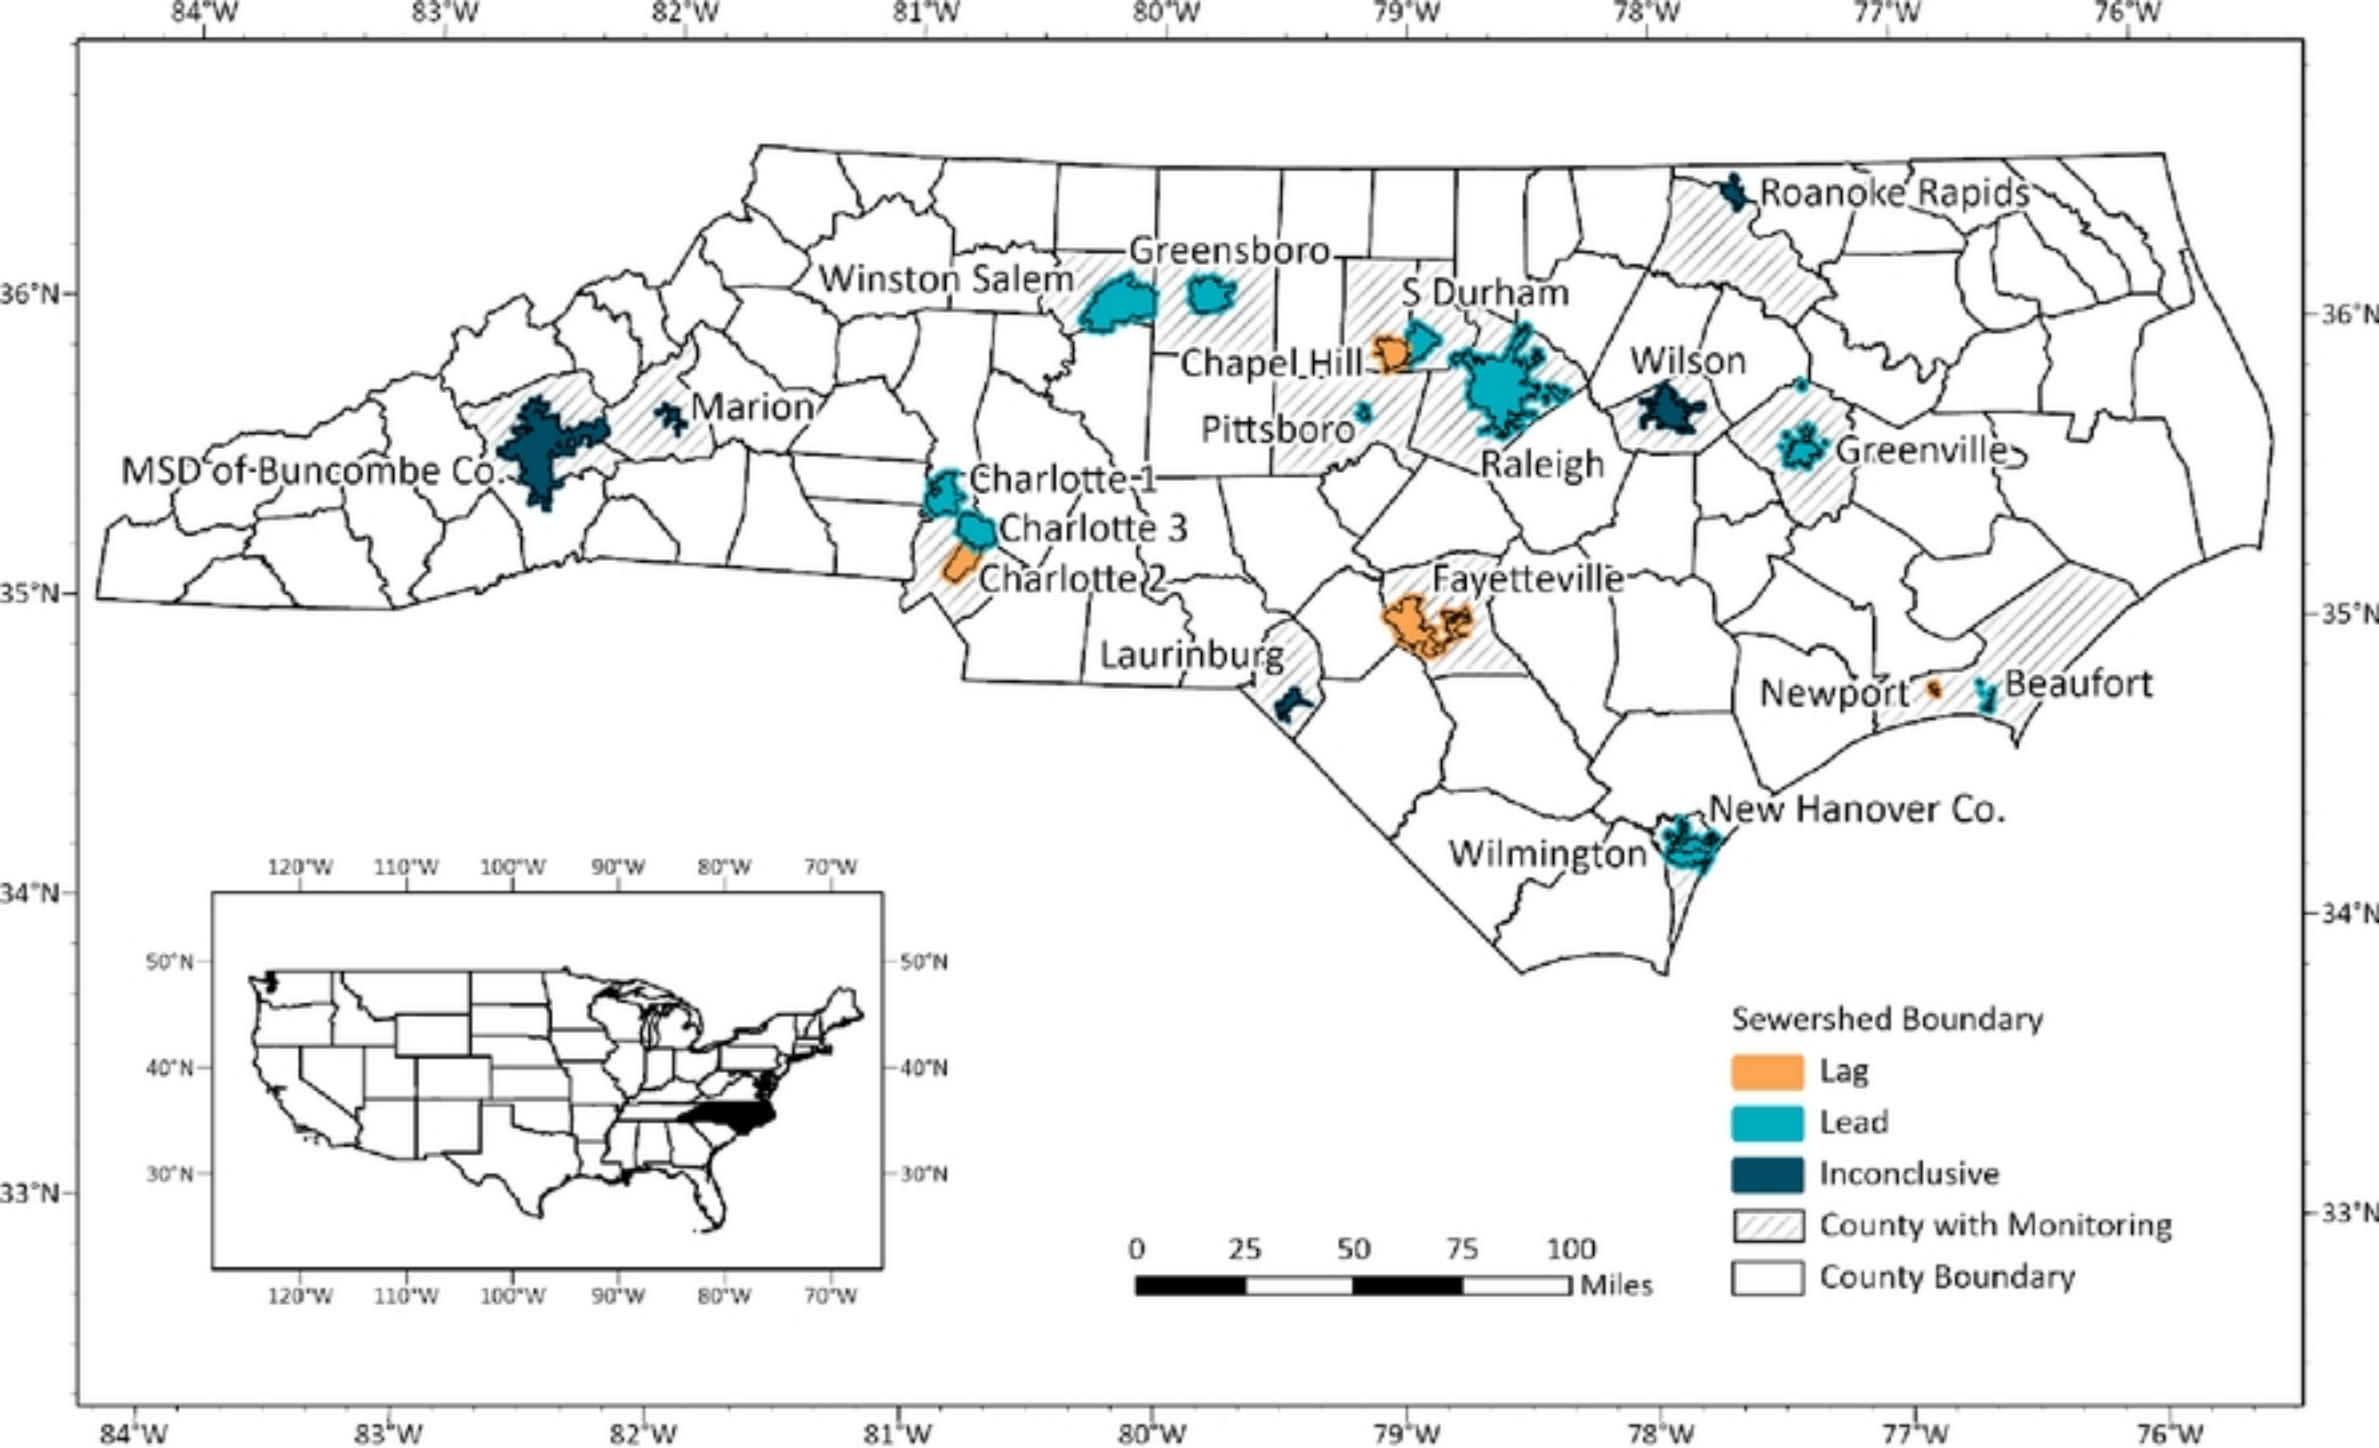 84°W 83°W 82°W 81°W 80°W 79°W 78°W 77°W 76°W
Roanoke Rapids
Greensboro
Winston Salem
36°N
S Durham
36°N
Chapel Hill
Wilson
Marion
Pittsboro
MSD of Buncombe Co.
Raleigh
Greenville
Charlotte 1
Charlotte 3
Charlotte 2
Fayetteville
35°N
35°N
Laurinburg
Newport
Beaufort
New Hanover Co.
Wilmington
34°N
34°N
120°W 110°W 100°W 90°W 80°W 70°W
50°N
50°N
40°N
40°N
30°N
30°N
120°W 110°W 100°W 90°W 80°W 70°W
Sewershed Boundary
Lag
Lead
Inconclusive
County with Monitoring
County Boundary
33°N
33°N
0 25 50 75 100
Miles
84°W 83°W 82°W 81°W 80°W 79°W 78°W 77°W 76°W